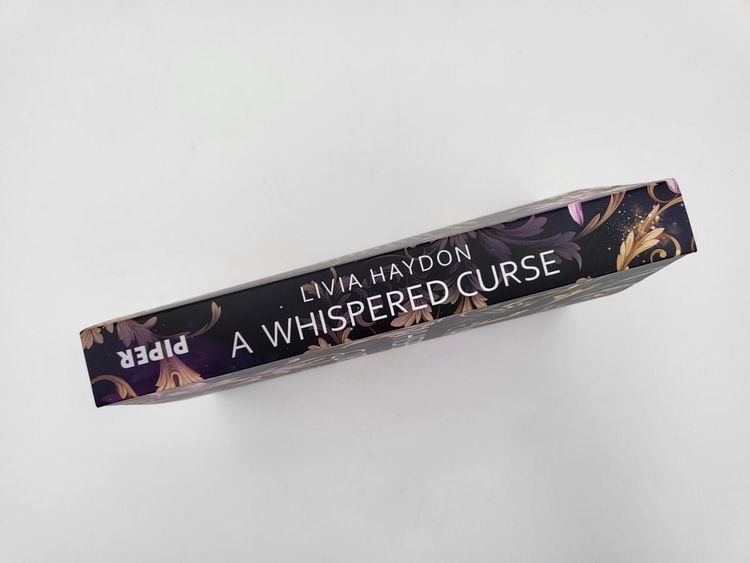 LIVIA HAYDON
A WHISPERED CURSE
PIPER